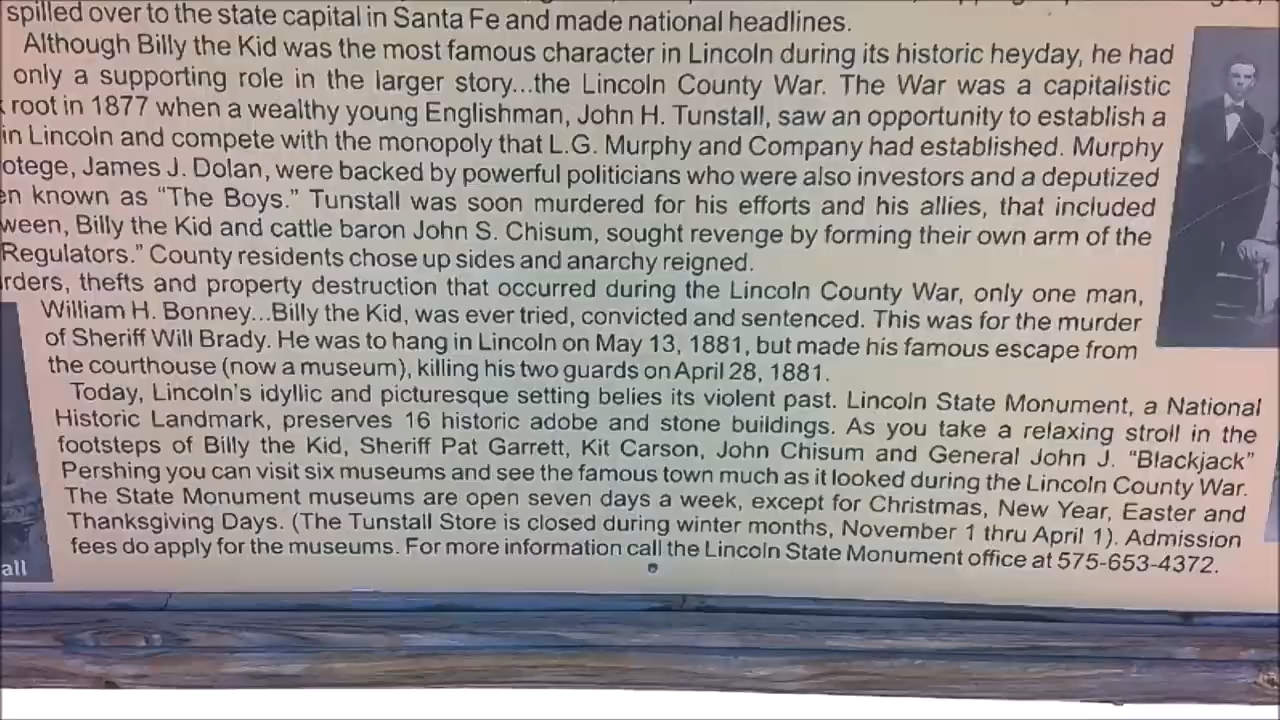 spilled over to the state capital in Santa Fe and made national headlines.
Although Billy the Kid was the most famous character in Lincoln during its historic heyday, he had
only a supporting role in the larger story...the Lincoln County War. The War was a capitalistic
root in 1877 when a wealthy young Englishman, John H. Tunstall, saw an opportunity to establish a
in Lincoln and compete with the monopoly that L.G. Murphy and Company had established. Murphy
otege, James J. Dolan, were backed by powerful politicians who were also investors and a deputized
en known as “The Boys.” Tunstall was soon murdered for his efforts and his allies, that included
ween, Billy the Kid and cattle baron John S. Chisum, sought revenge by forming their own arm of the
Regulators.” County residents chose up sides and anarchy reigned.
rders, thefts and property destruction that occurred during the Lincoln County War, only one man,
William H. Bonney...Billy the Kid, was ever tried, convicted and sentenced. This was for the murder
of Sheriff Will Brady. He was to hang in Lincoln on May 13, 1881, but made his famous escape from
the courthouse (now a museum), killing his two guards on April 28, 1881.
Today, Lincoln's idyllic and picturesque setting belies its violent past. Lincoln State Monument, a National
Historic Landmark, preserves 16 historic adobe and stone buildings. As you take a relaxing stroll in the
footsteps of Billy the Kid, Sheriff Pat Garrett, Kit Carson, John Chisum and General John J. “Blackjack”
Pershing you can visit six museums and see the famous town much as it looked during the Lincoln County War.
The State Monument museums are open seven days a week, except for Christmas, New Year, Easter and
Thanksgiving Days. (The Tunstall Store is closed during winter months, November 1 thru April 1). Admission
fees do apply for the museums. For more information call the Lincoln State Monument office at 575-653-4372.
all